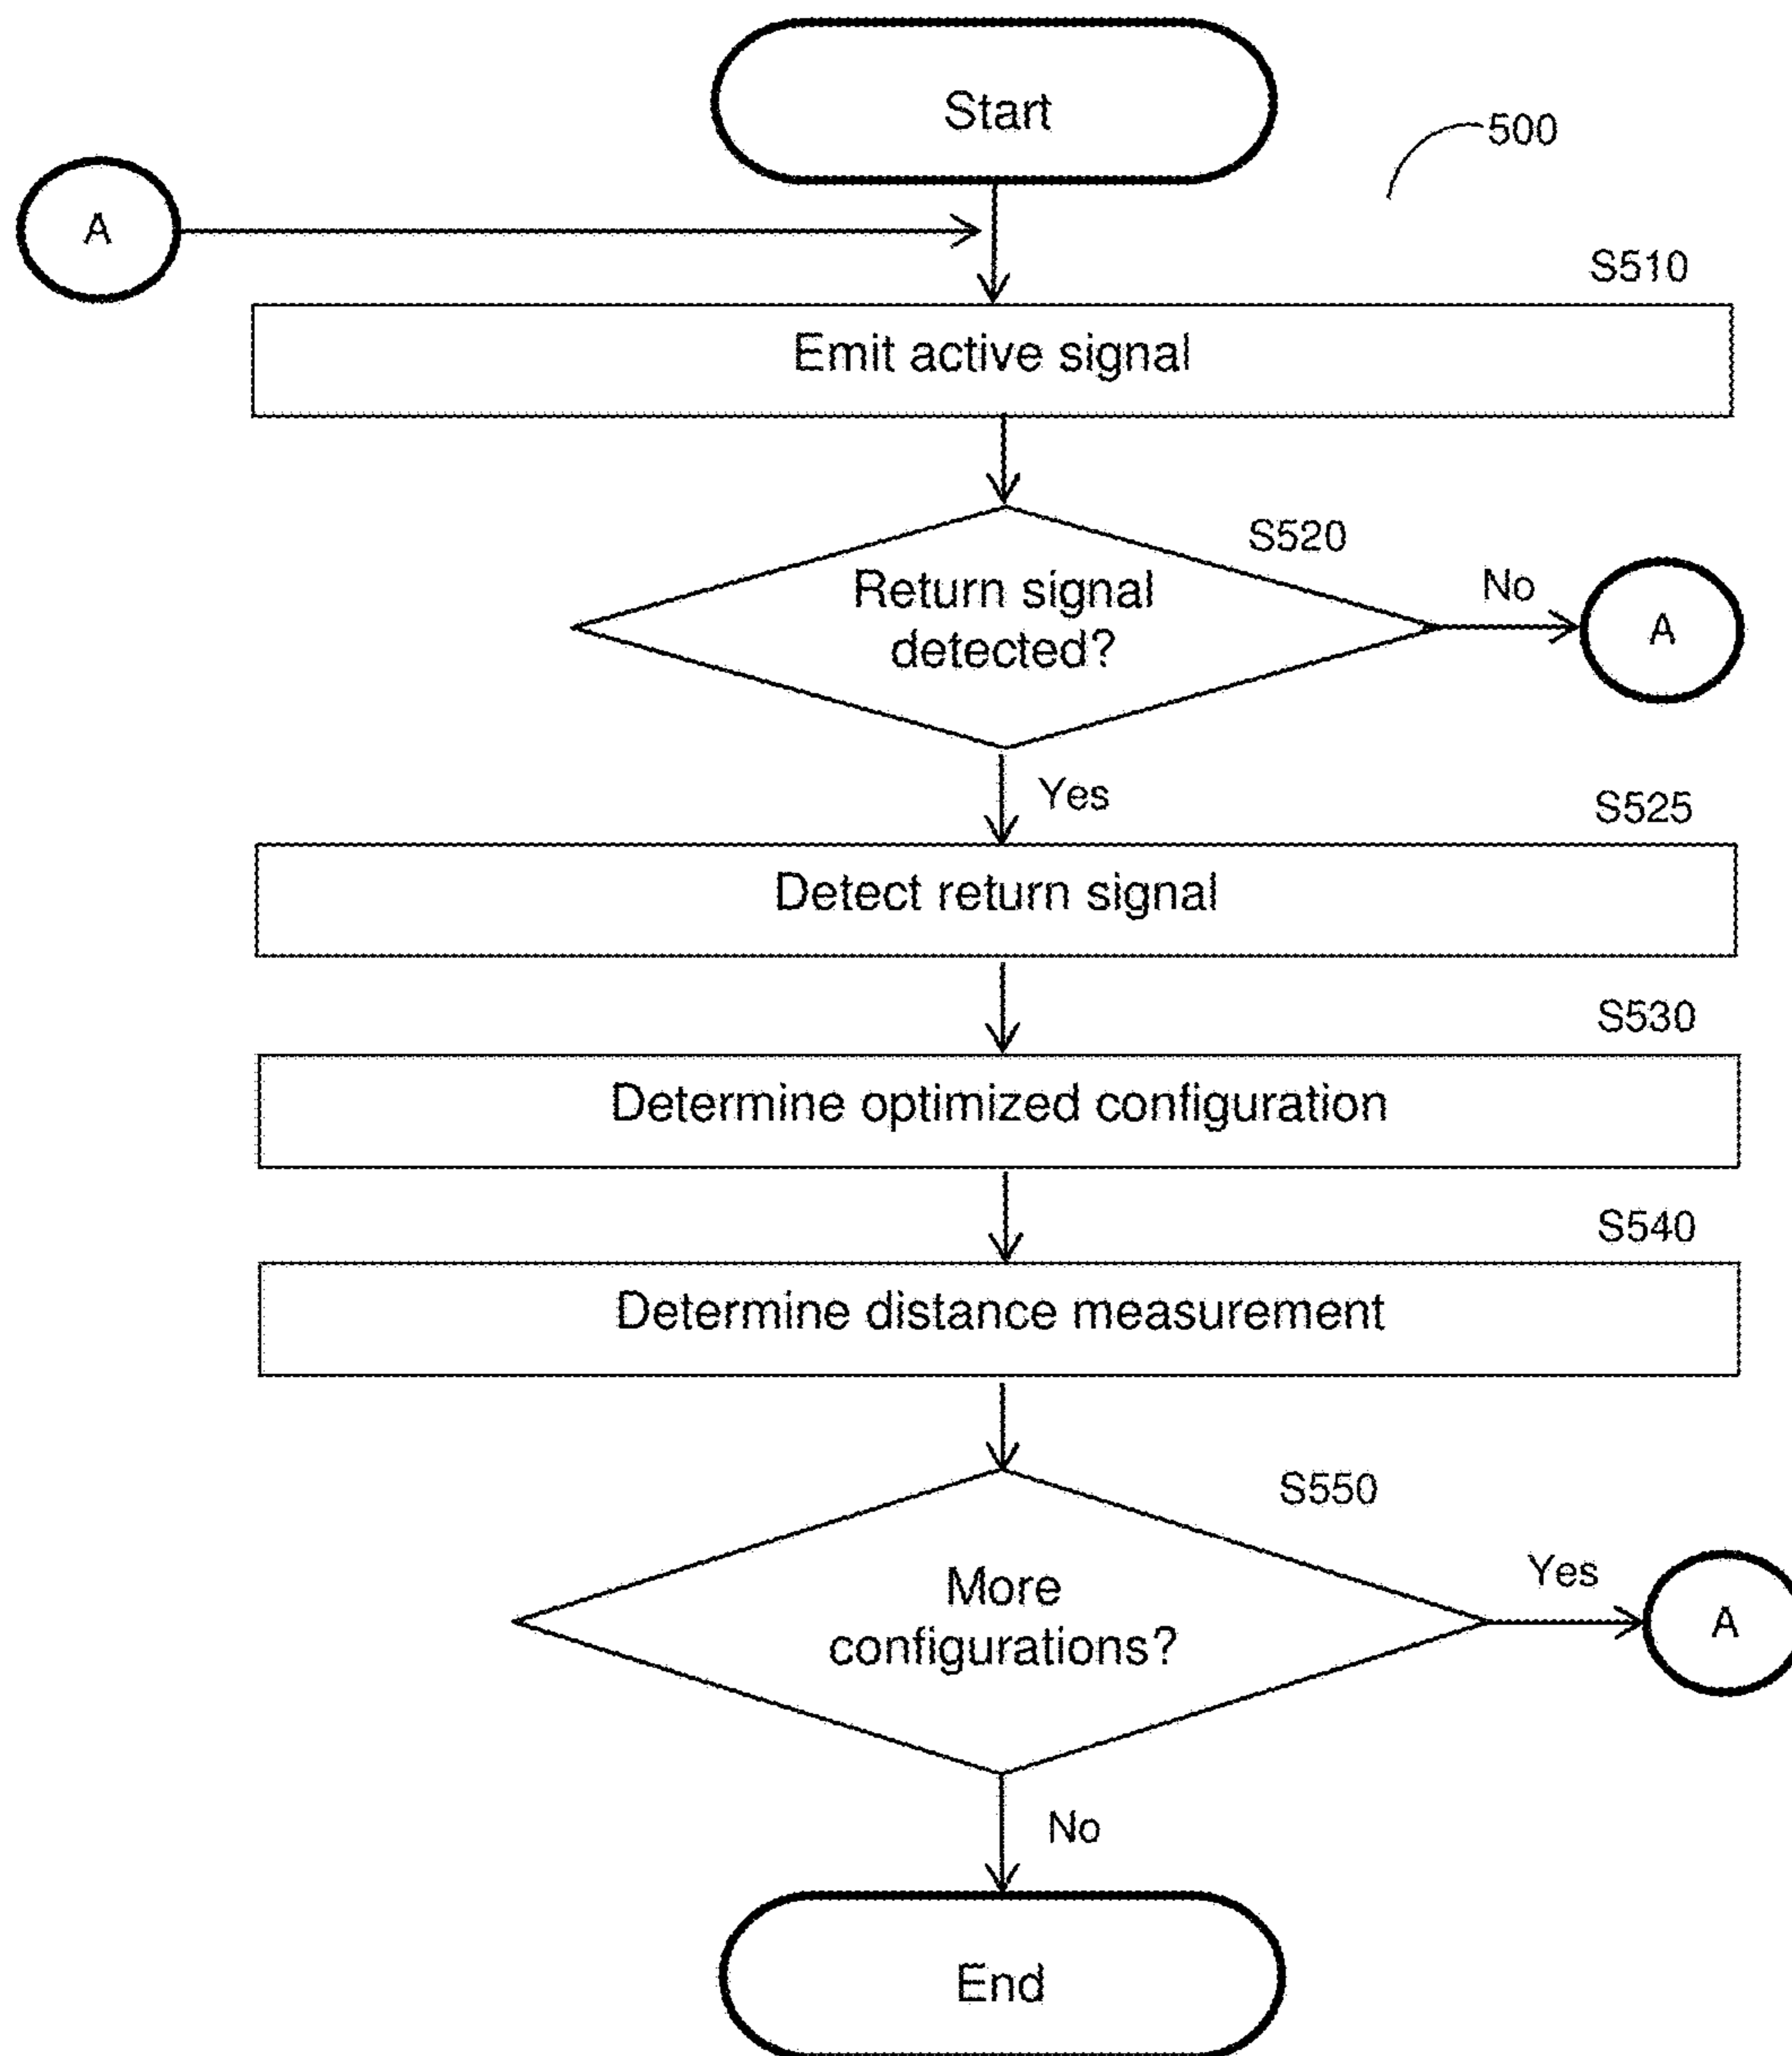 Start
500
A
S510
Emit active signal
S520
Return signal
detected?
No
A
Yes
S525
Detect return signal
S530
Determine optimized configuration
S540
Determine distance measurement
S550
More
configurations?
Yes
A
No
End